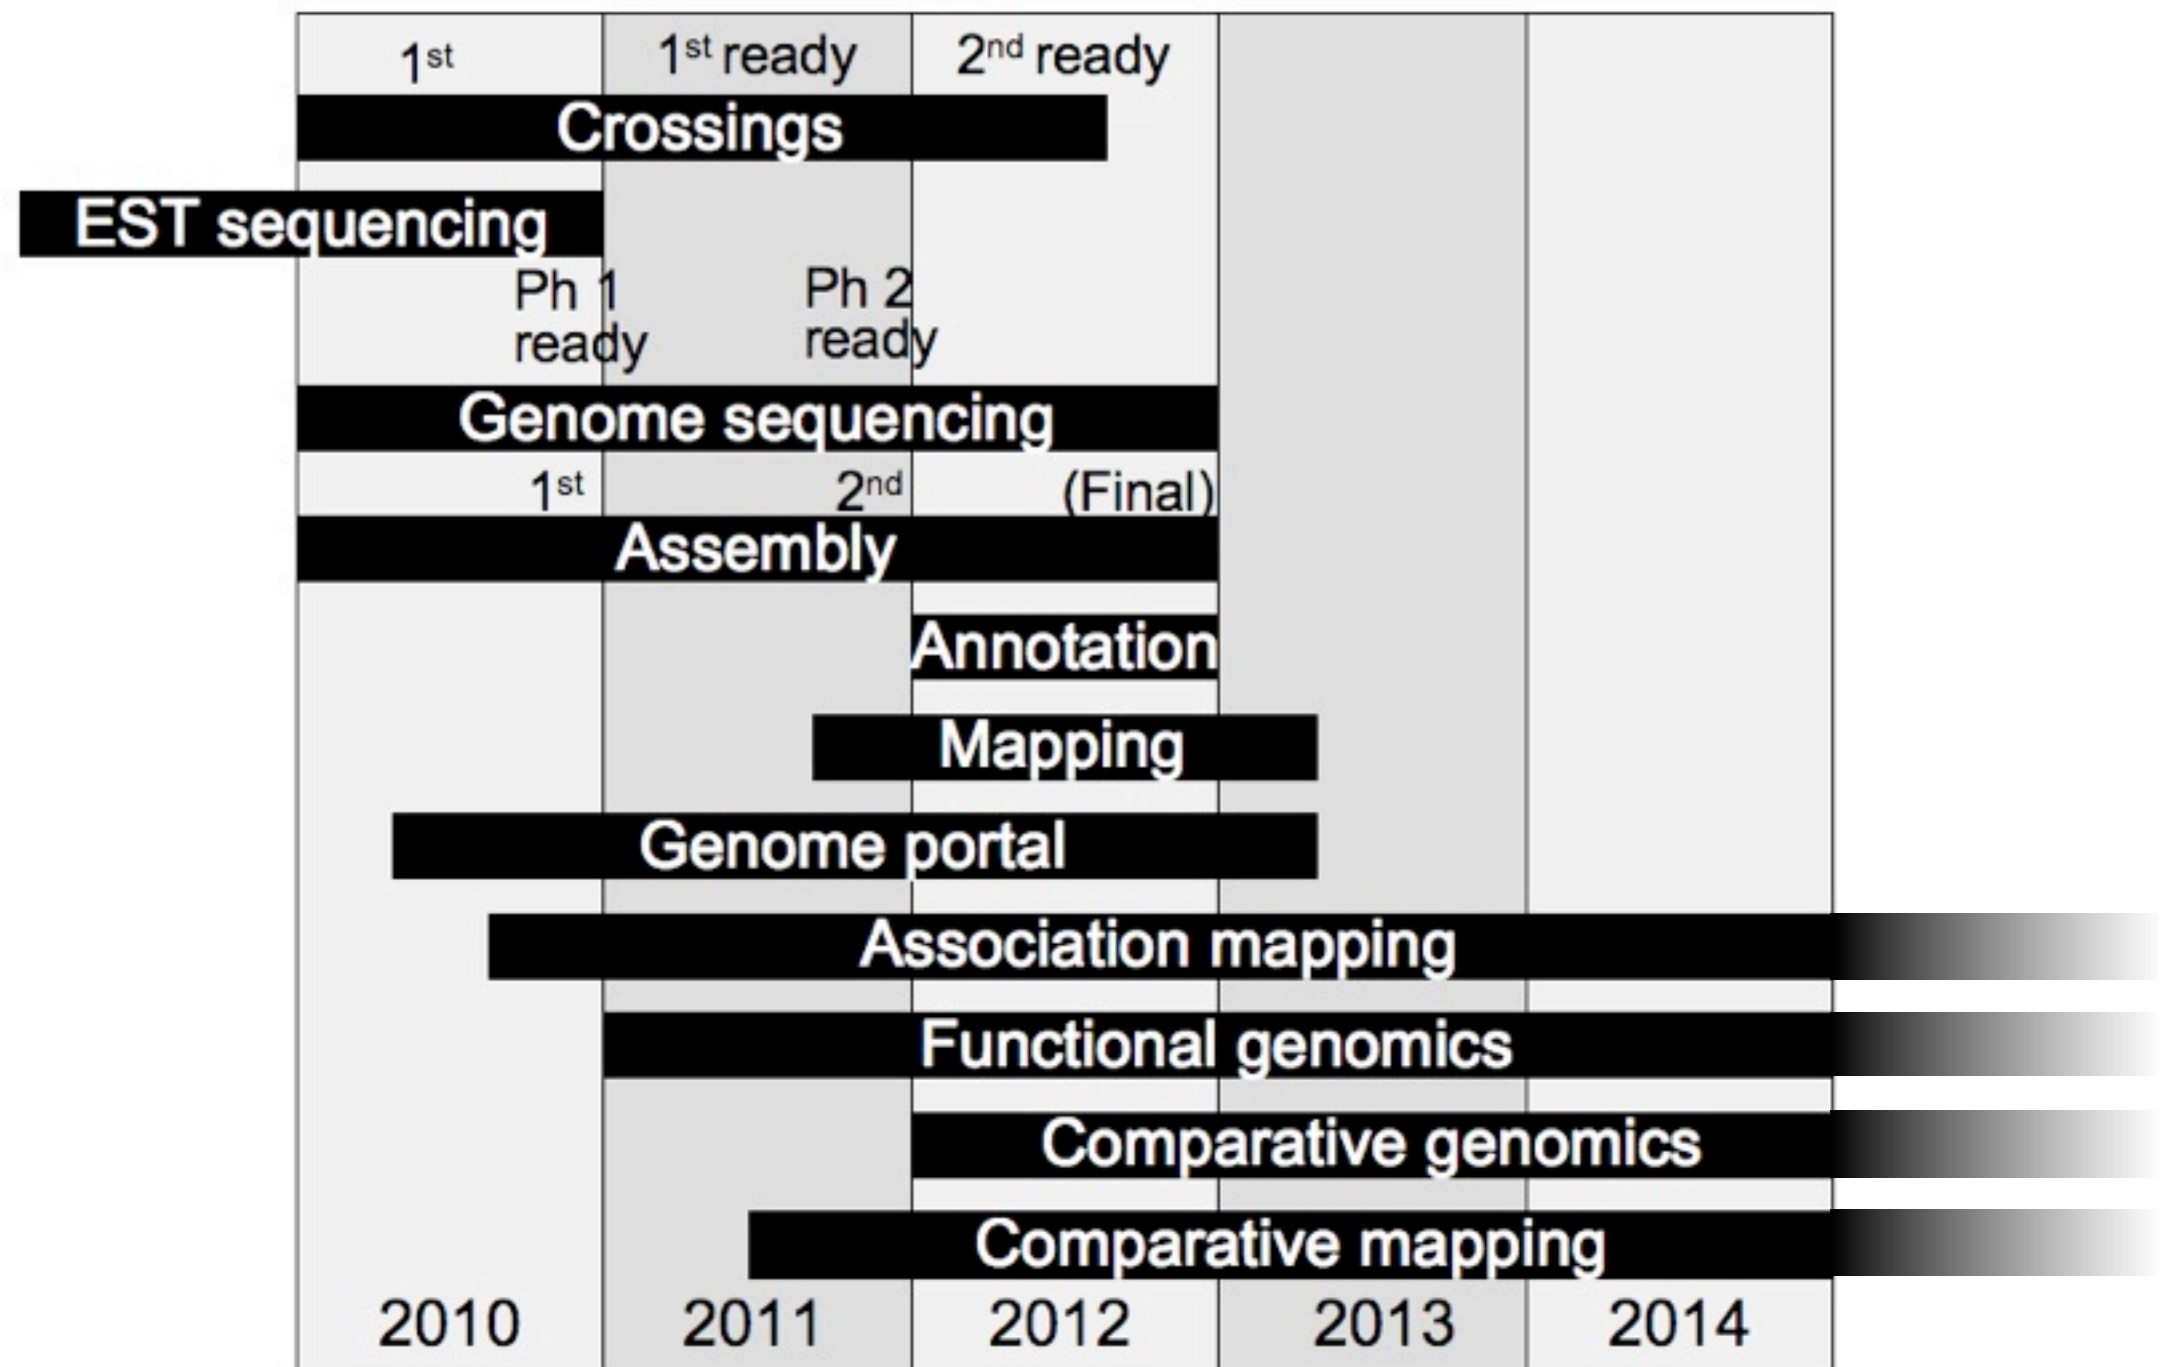 1st 1st ready 2nd ready
Crossings
EST sequencing
Ph 1 Ph 2
ready ready
Genome sequencing
1st 2nd (Final)
Assembly
Annotation
Mapping
Genome portal
Association mapping
Functional genomics
Comparative genomics
Comparative mapping
2010 2011 2012 2013 2014